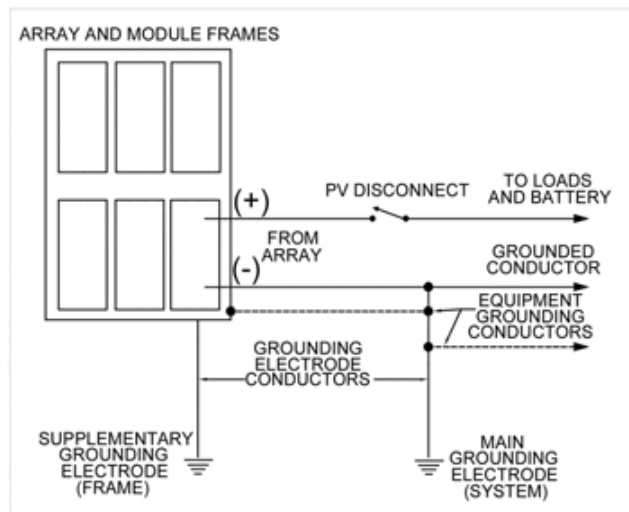 ARRAY AND MODULE FRAMES
(+)
PV DISCONNECT
TO LOADS
AND BATTERY
FROM
ARRAY
(-)
GROUNDED
CONDUCTOR
EQUIPMENT
GROUNDING
CONDUCTORS
GROUNDING
ELECTRODE
CONDUCTORS
SUPPLEMENTARY
GROUNDING
ELECTRODE
(FRAME)
MAIN
GROUNDING
ELECTRODE
(SYSTEM)